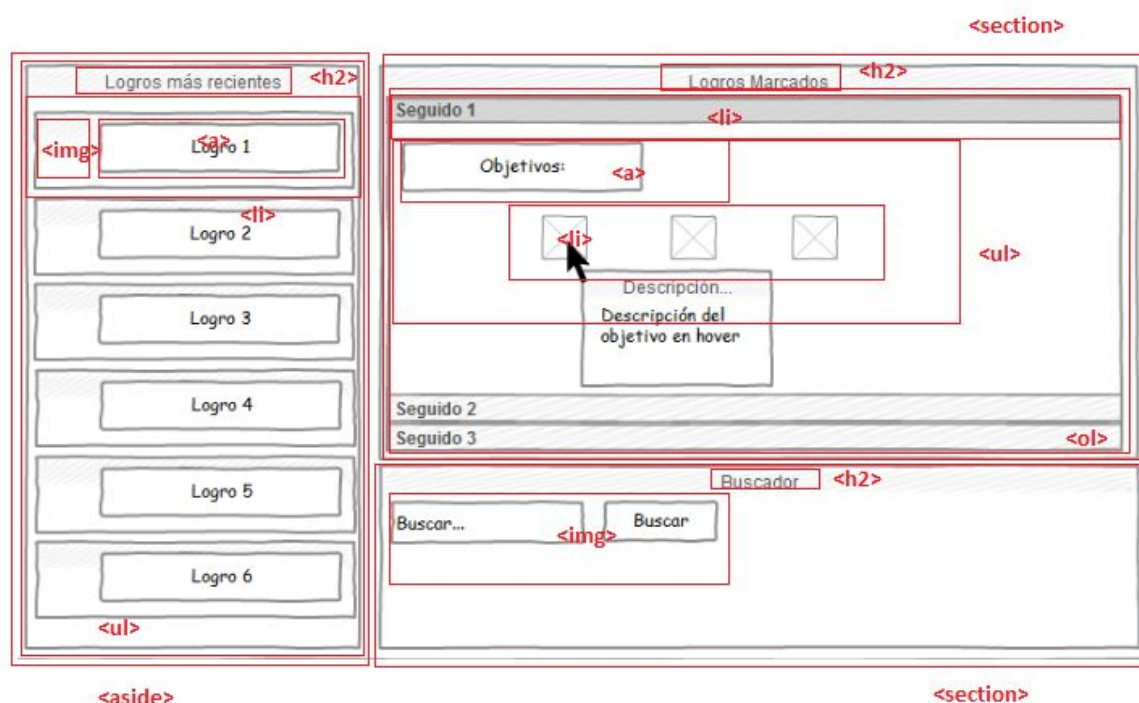 <section>
Logros más recientes
<h2>
<img>
<a>
Logro 1
<li>
Logro 2
Logro 3
Logro 4
Logro 5
Logro 6
<ul>
<aside>
Logros Marcados
<h2>
Seguido 1
<li>
Objetivos:
<a>
<li>
<ul>
Descripción...
Descripción del
objetivo en hover
Seguido 2
Seguido 3
<ol>
Buscador
<h2>
Buscar...
<img>
Buscar
<section>